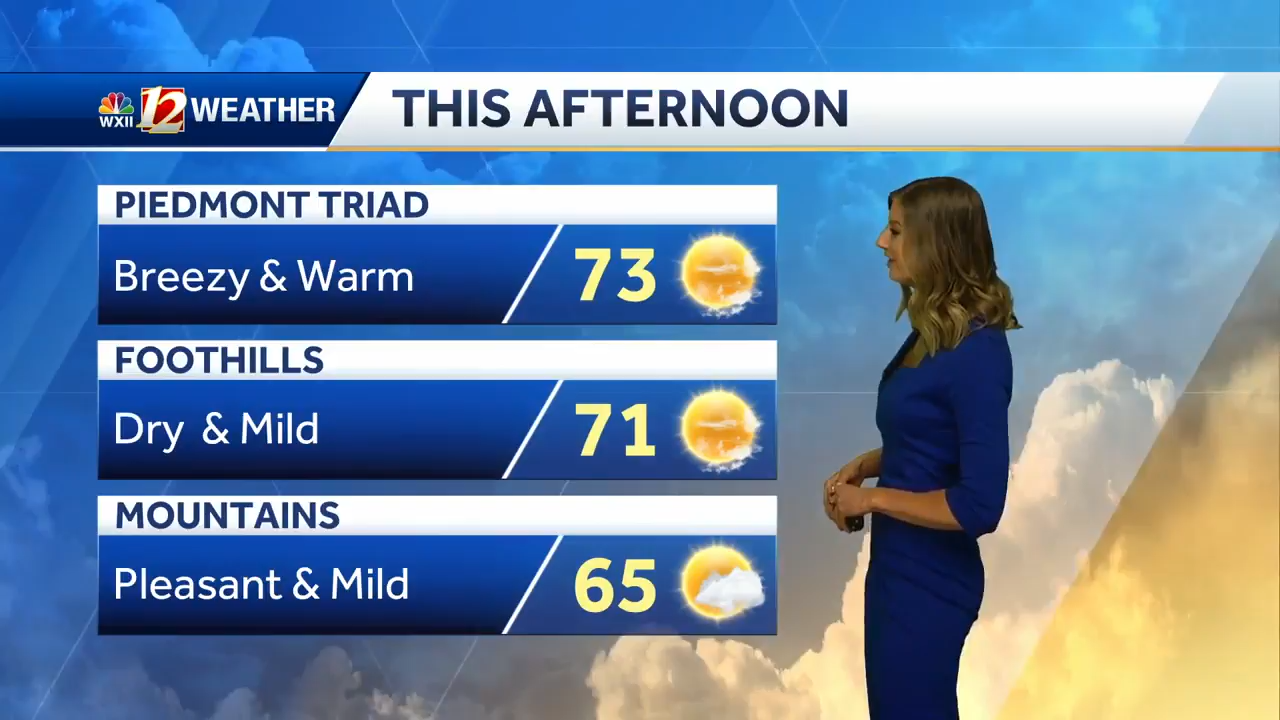 WXII 12 WEATHER
THIS AFTERNOON
PIEDMONT TRIAD
Breezy & Warm 73
FOOTHILLS
Dry & Mild 71
MOUNTAINS
Pleasant & Mild 65